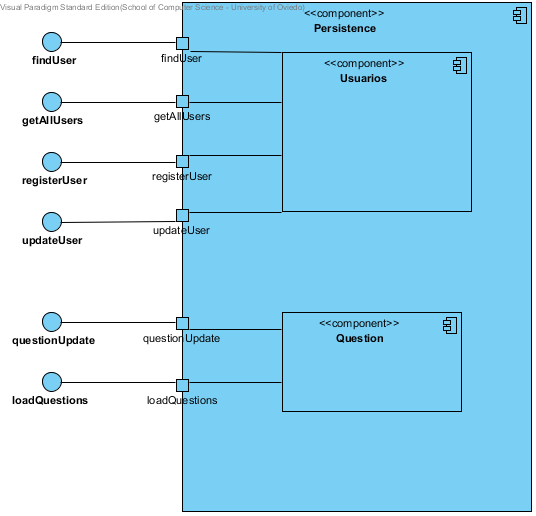 Visual Paradigm Standard Edition(School of Computer Science - University of Oviedo)
<<component>>
Persistence
findUser
findUser
<<component>>
Usuarios
getAllUsers
getAllUsers
registerUser
registerUser
updateUser
updateUser
questionUpdate
questionUpdate
<<component>>
Question
loadQuestions
loadQuestions